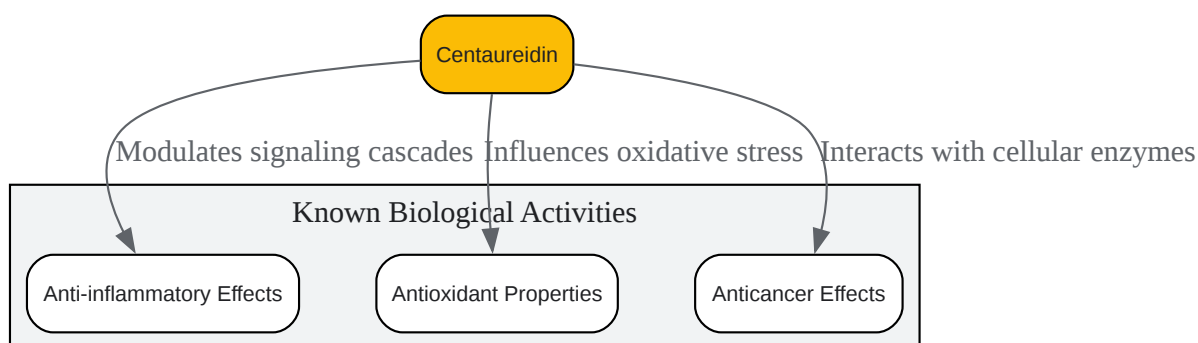 Centaureidin
Modulates signaling cascades
Influences oxidative stress
Interacts with cellular enzymes
Known Biological Activities
Anti-inflammatory Effects
Antioxidant Properties
Anticancer Effects